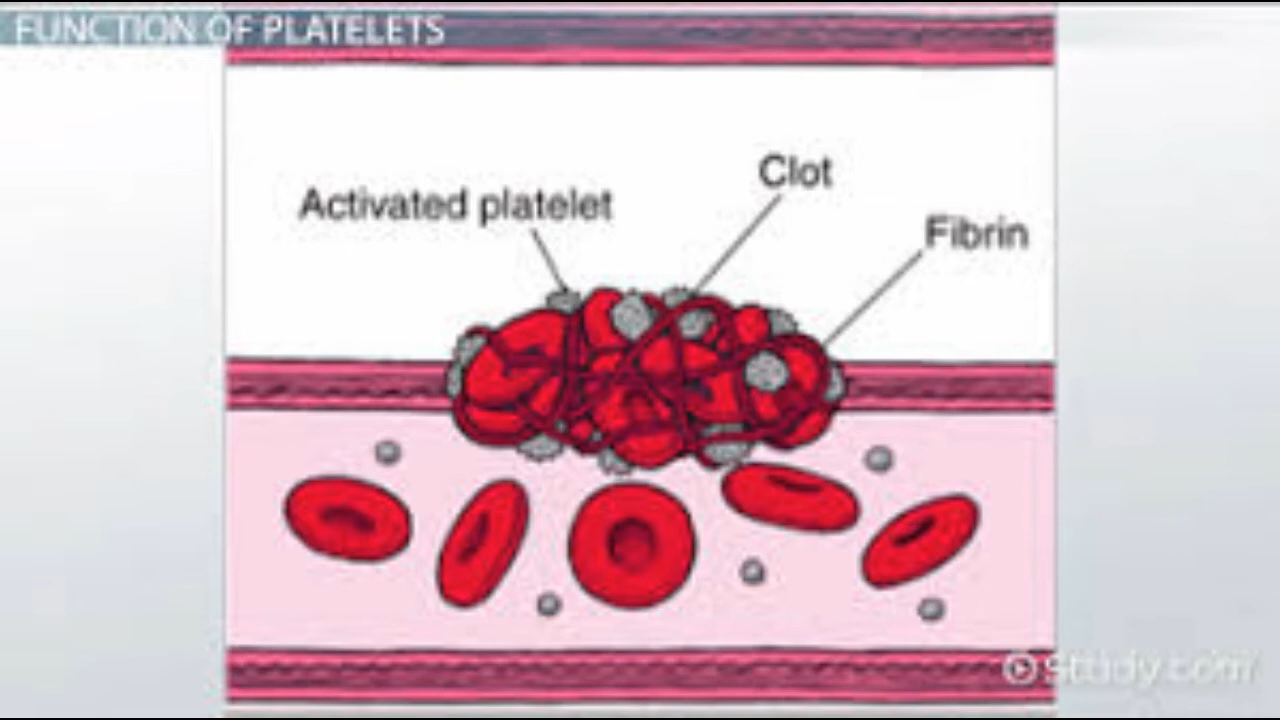 FUNCTION OF PLATELETS
Clot
Activated platelet
Fibrin
Study.com